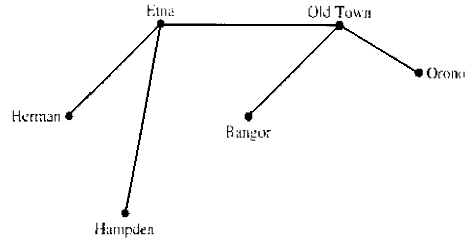 Etna
Old Town
Orono
Herman
Bangor
Hampden